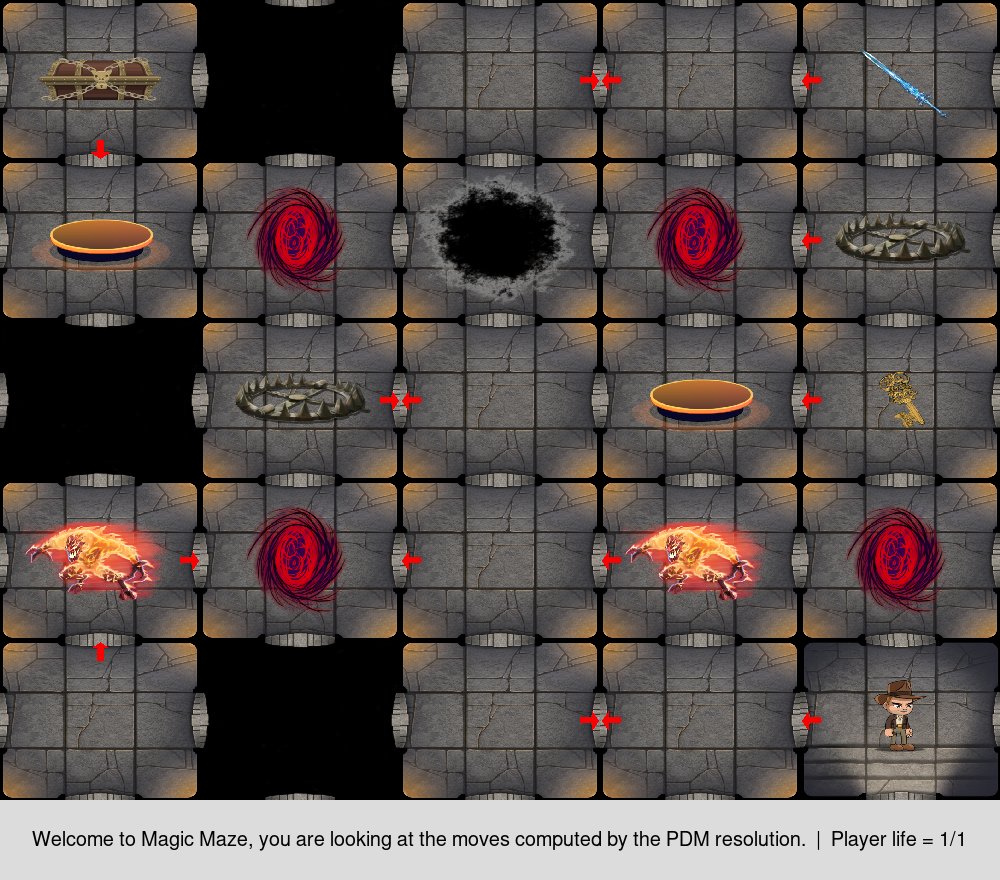 Welcome to Magic Maze, you are looking at the moves computed by the PDM resolution.  |  Player life = 1/1